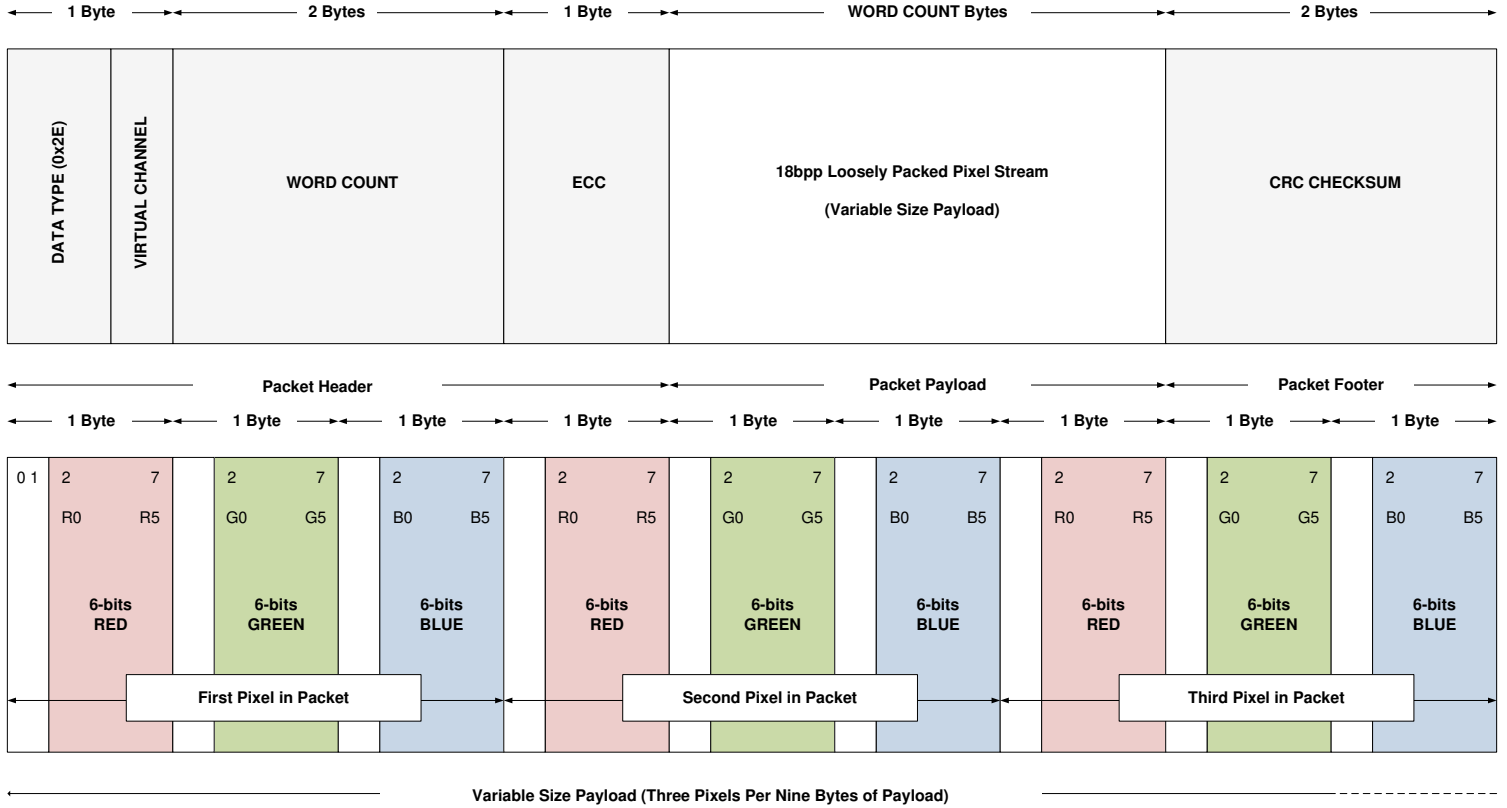 1 Byte 2 Bytes 1 Byte WORD COUNT Bytes 2 Bytes
DATA TYPE (0x2E)
VIRTUAL CHANNEL
WORD COUNT
ECC
18bpp Loosely Packed Pixel Stream
(Variable Size Payload)
CRC CHECKSUM
Packet Header Packet Payload Packet Footer
1 Byte 1 Byte 1 Byte 1 Byte 1 Byte 1 Byte 1 Byte 1 Byte 1 Byte
0 1 2 7 2 7 2 7 2 7 2 7 2 7 2 7 2 7 2 7
R0 R5 G0 G5 B0 B5 R0 R5 G0 G5 B0 B5 R0 R5 G0 G5 B0 B5
6-bits 6-bits 6-bits 6-bits 6-bits 6-bits 6-bits 6-bits 6-bits
RED GREEN BLUE RED GREEN BLUE RED GREEN BLUE
First Pixel in Packet Second Pixel in Packet Third Pixel in Packet
Variable Size Payload (Three Pixels Per Nine Bytes of Payload)